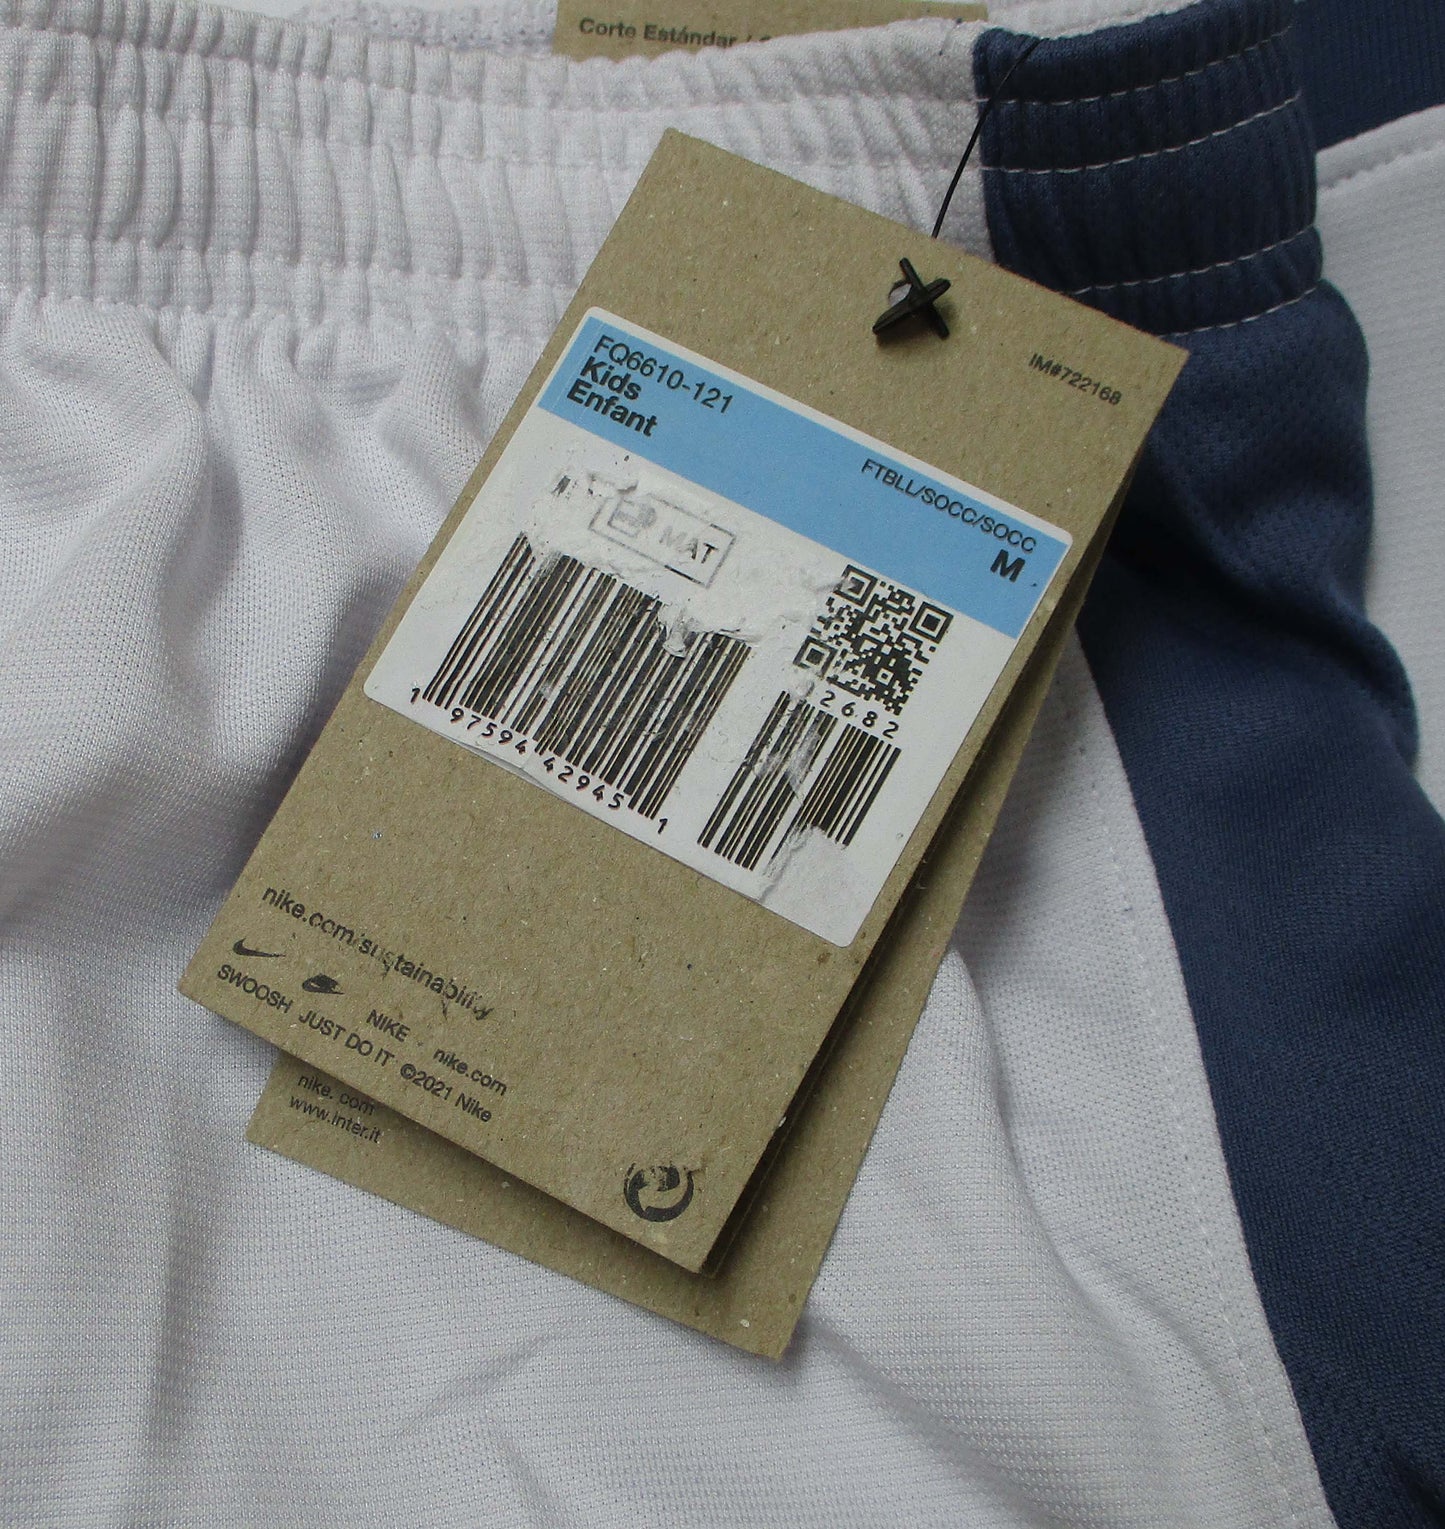 Corte Estándar /
IM#722168
FQ6610-121
Kids
Enfant
FTBLL/SOCC/SOCC
M
MAT
2682
1 97594 42945 1
nike.com/sustainability
SWOOSH JUST DO IT NIKE nike.com
©2021 Nike
nike. com
www.inter.it